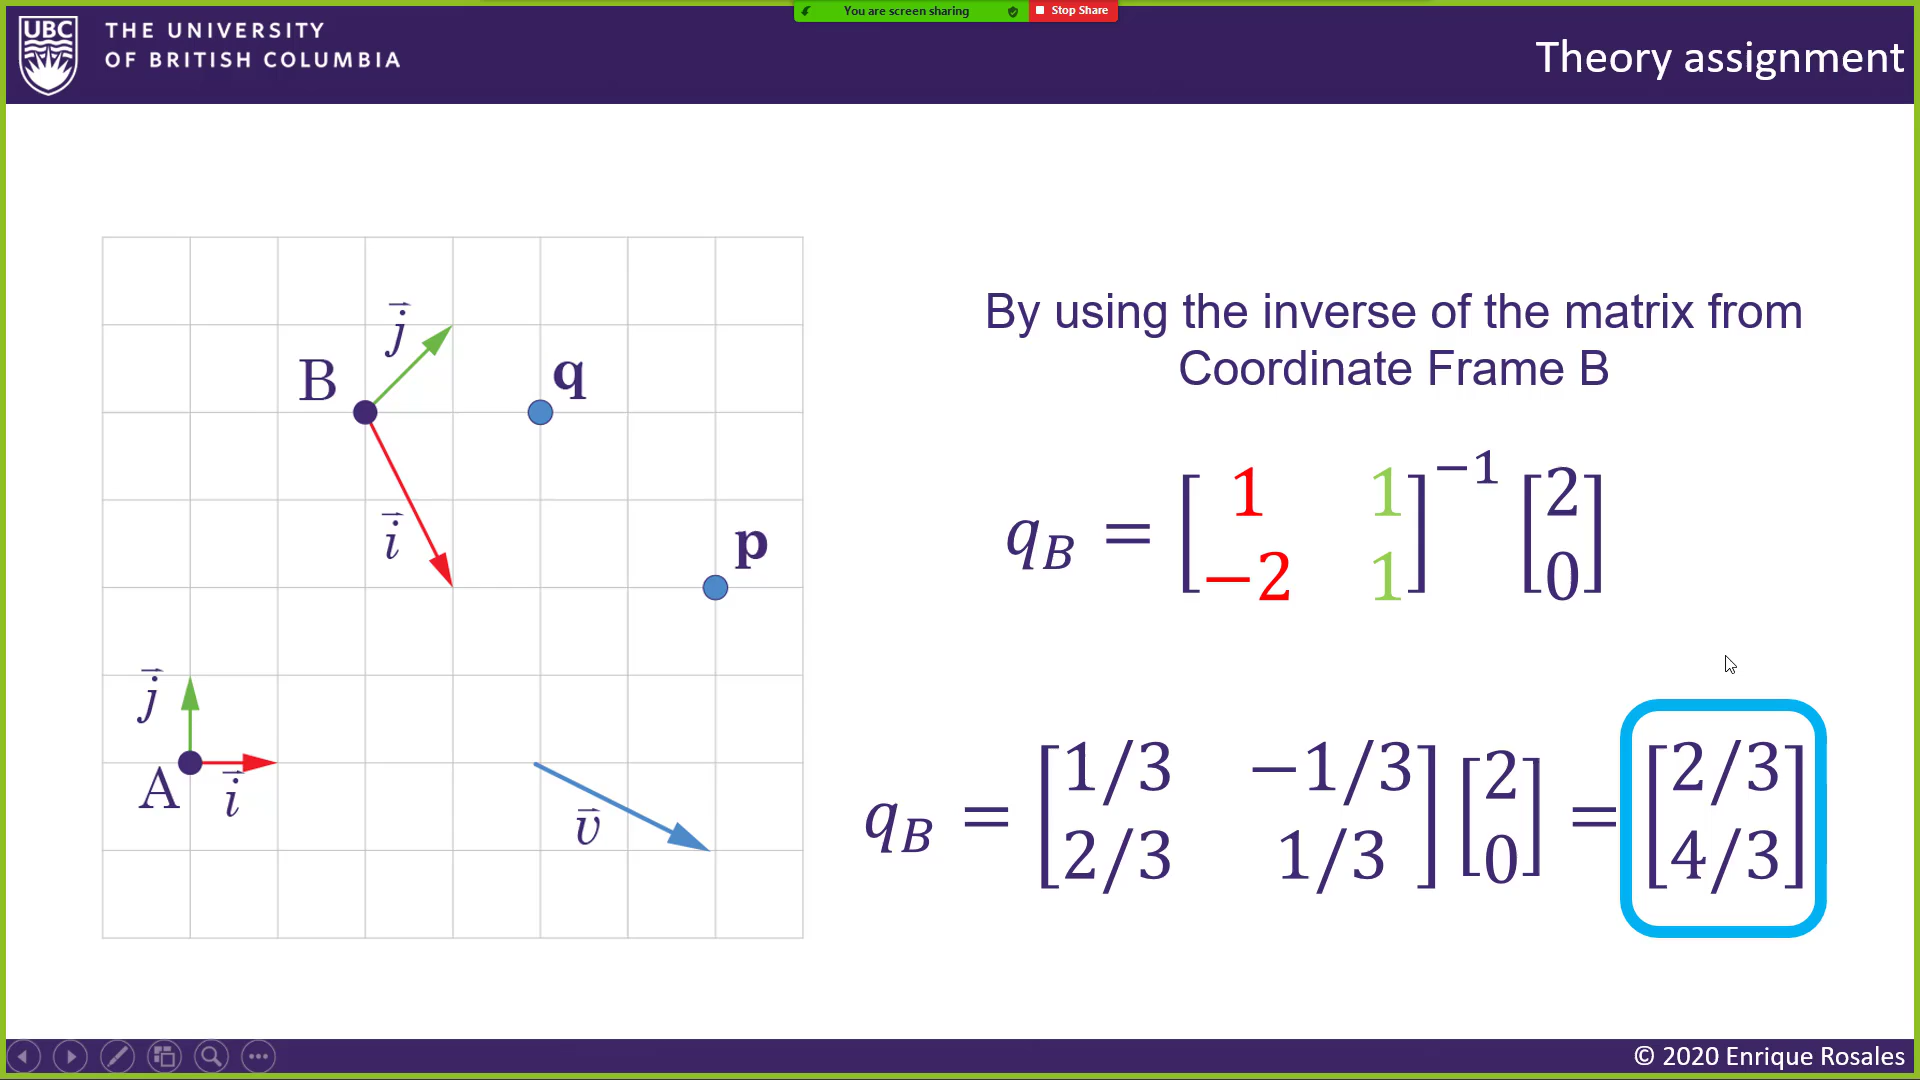 You are screen sharing
Stop Share
UBC
THE UNIVERSITY
OF BRITISH COLUMBIA
Theory assignment
By using the inverse of the matrix from
Coordinate Frame B
j
B
q
i
p
j
A
i
v
q_B = [1 1; −2 1]^−1 [2; 0]
q_B = [1/3 −1/3; 2/3 1/3] [2; 0] = [2/3; 4/3]
© 2020 Enrique Rosales